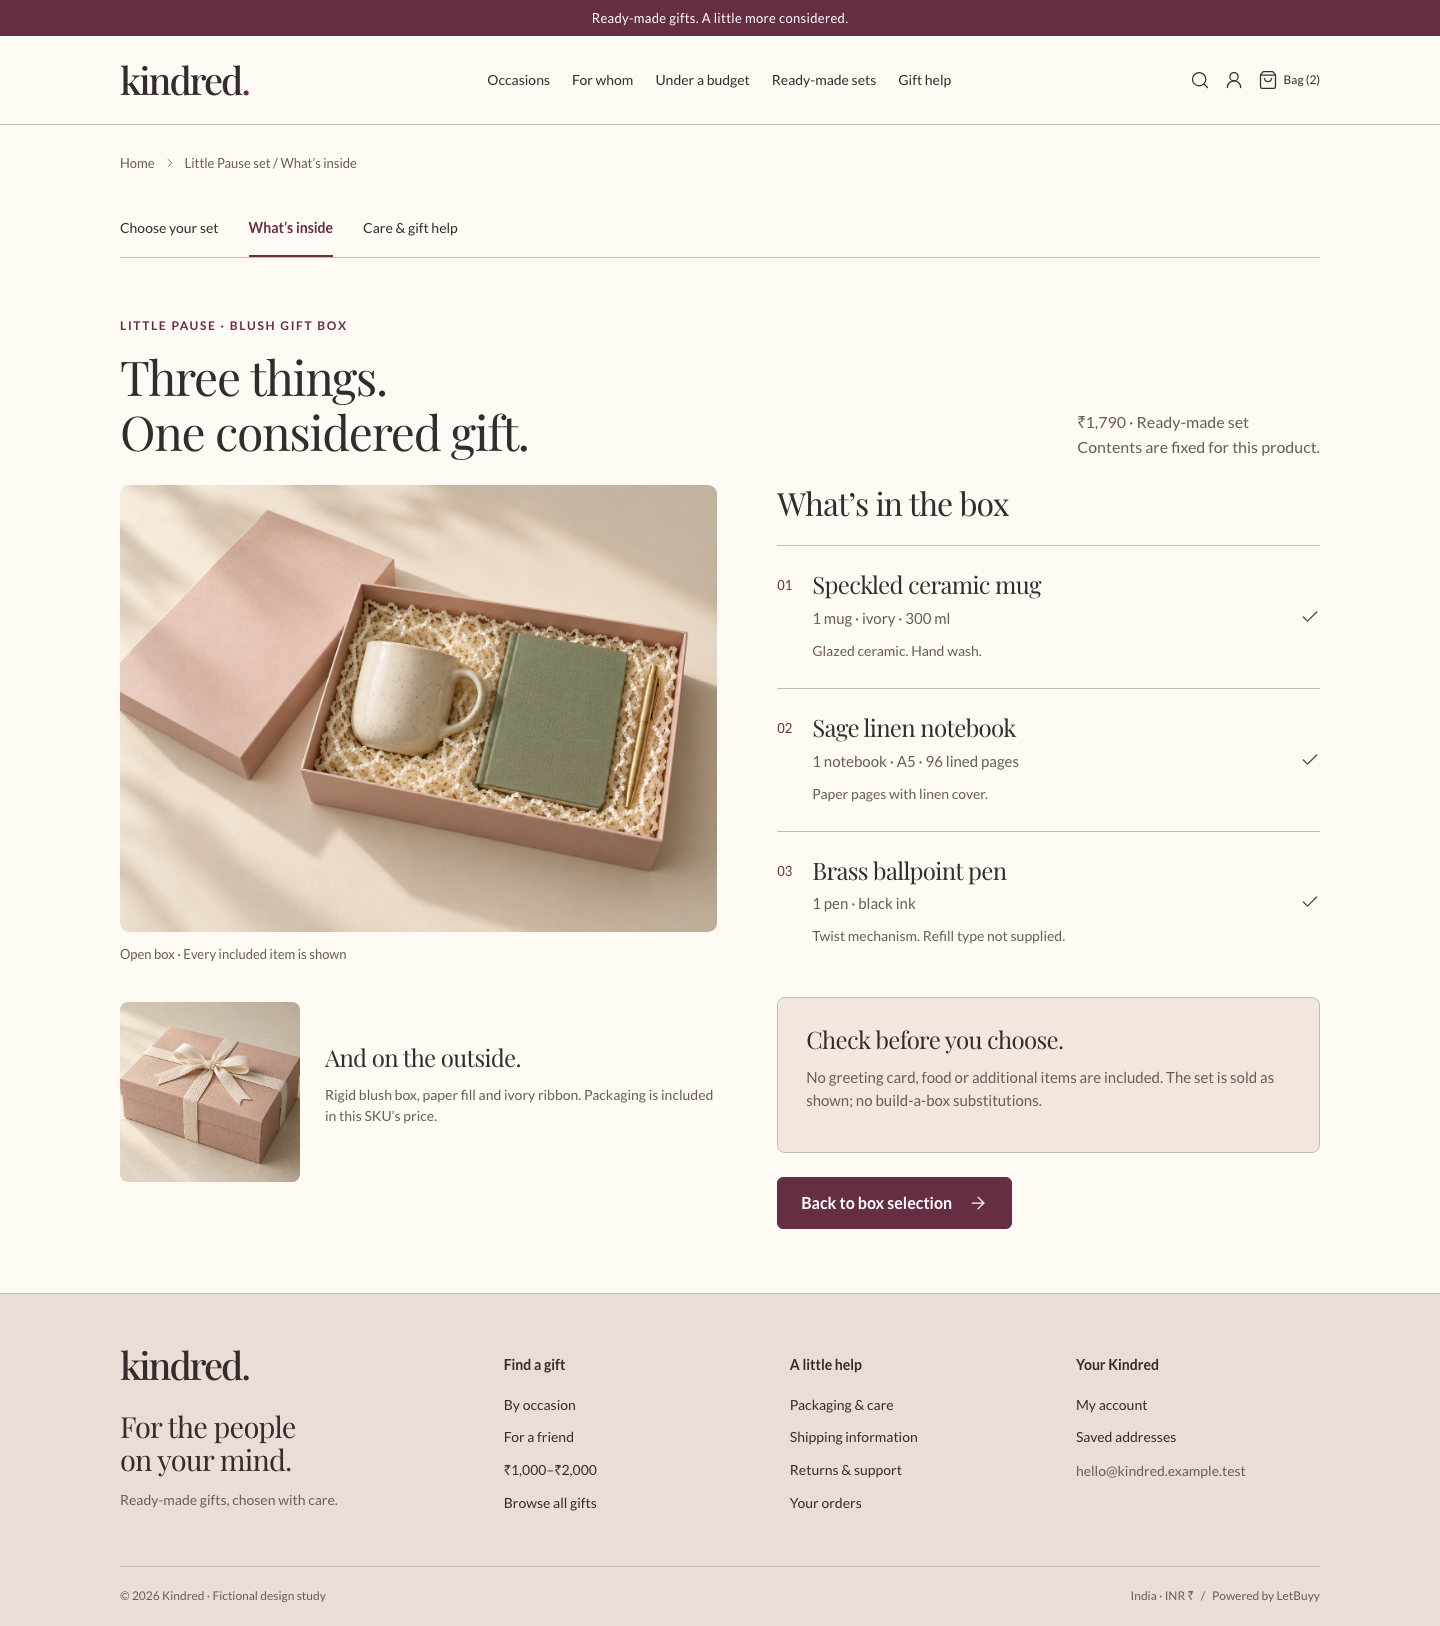 Ready-made gifts. A little more considered.
kindred.
Occasions
For whom
Under a budget
Ready-made sets
Gift help
Bag (2)
Home
Little Pause set / What’s inside
Choose your set
What’s inside
Care & gift help
LITTLE PAUSE · BLUSH GIFT BOX
Three things.
One considered gift.
₹1,790 · Ready-made set
Contents are fixed for this product.
Open box · Every included item is shown
And on the outside.
Rigid blush box, paper fill and ivory ribbon. Packaging is included
in this SKU’s price.
What’s in the box
01
Speckled ceramic mug
1 mug · ivory · 300 ml
Glazed ceramic. Hand wash.
02
Sage linen notebook
1 notebook · A5 · 96 lined pages
Paper pages with linen cover.
03
Brass ballpoint pen
1 pen · black ink
Twist mechanism. Refill type not supplied.
Check before you choose.
No greeting card, food or additional items are included. The set is sold as
shown; no build-a-box substitutions.
Back to box selection
kindred.
For the people
on your mind.
Ready-made gifts, chosen with care.
Find a gift
By occasion
For a friend
₹1,000–₹2,000
Browse all gifts
A little help
Packaging & care
Shipping information
Returns & support
Your orders
Your Kindred
My account
Saved addresses
hello@kindred.example.test
© 2026 Kindred · Fictional design study
India · INR ₹ / Powered by LetBuyy